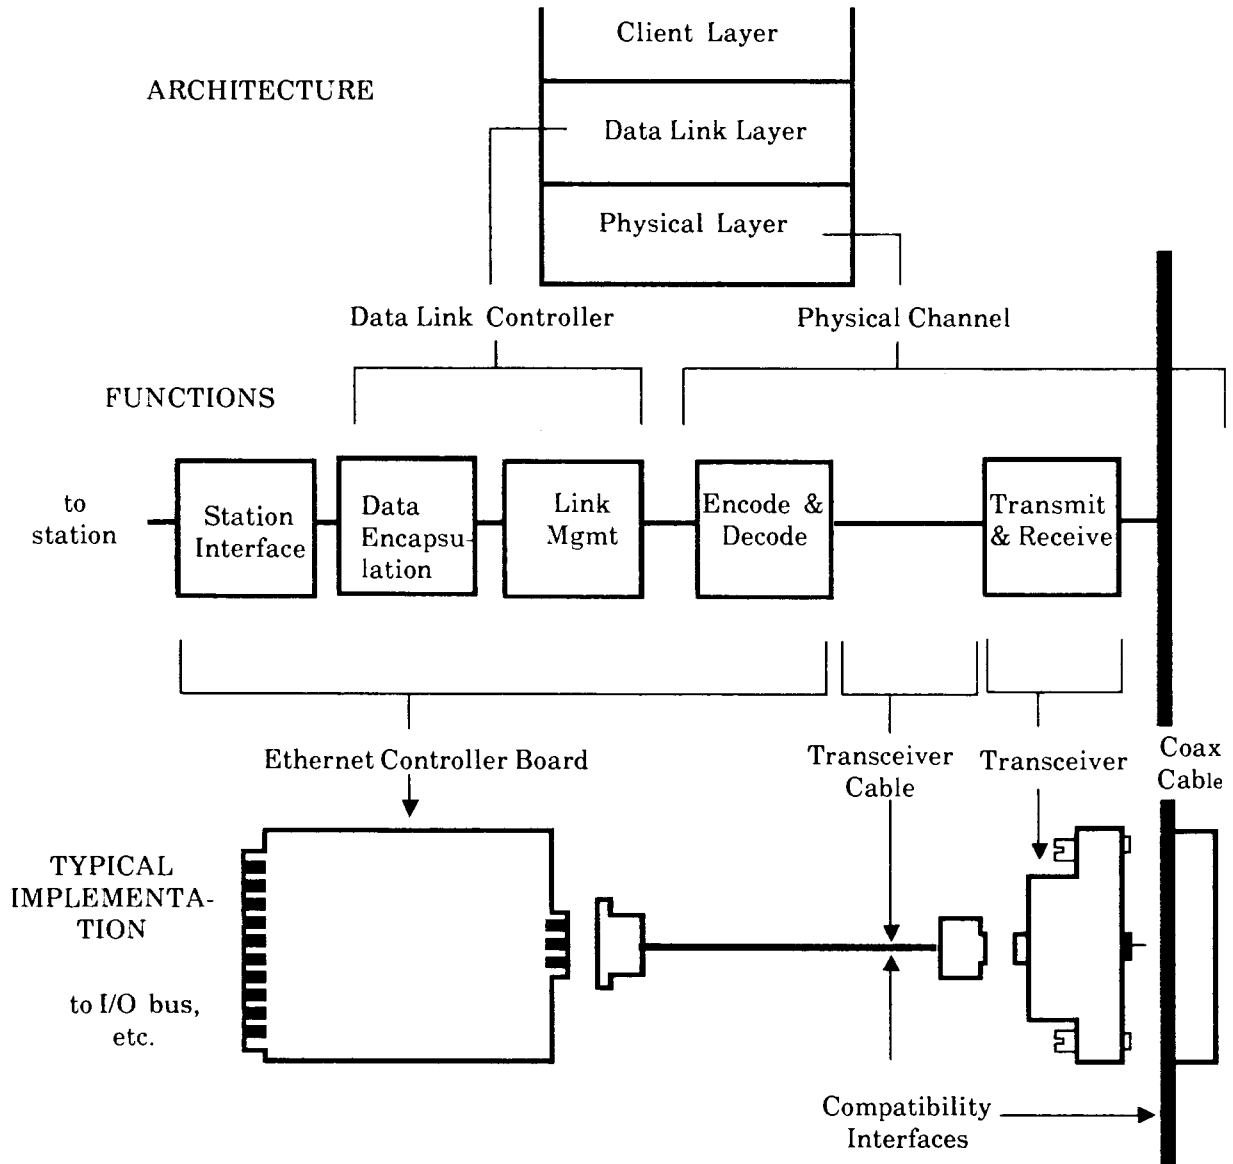 Client Layer
ARCHITECTURE
Data Link Layer
Physical Layer
Data Link Controller
Physical Channel
FUNCTIONS
to
station
Station
Interface
Data
Encapsu-
lation
Link
Mgmt
Encode &
Decode
Transmit
& Receive
Ethernet Controller Board
Transceiver
Cable
Transceiver
Coax
Cable
TYPICAL
IMPLEMENTA-
TION
to I/O bus,
etc.
Compatibility
Interfaces